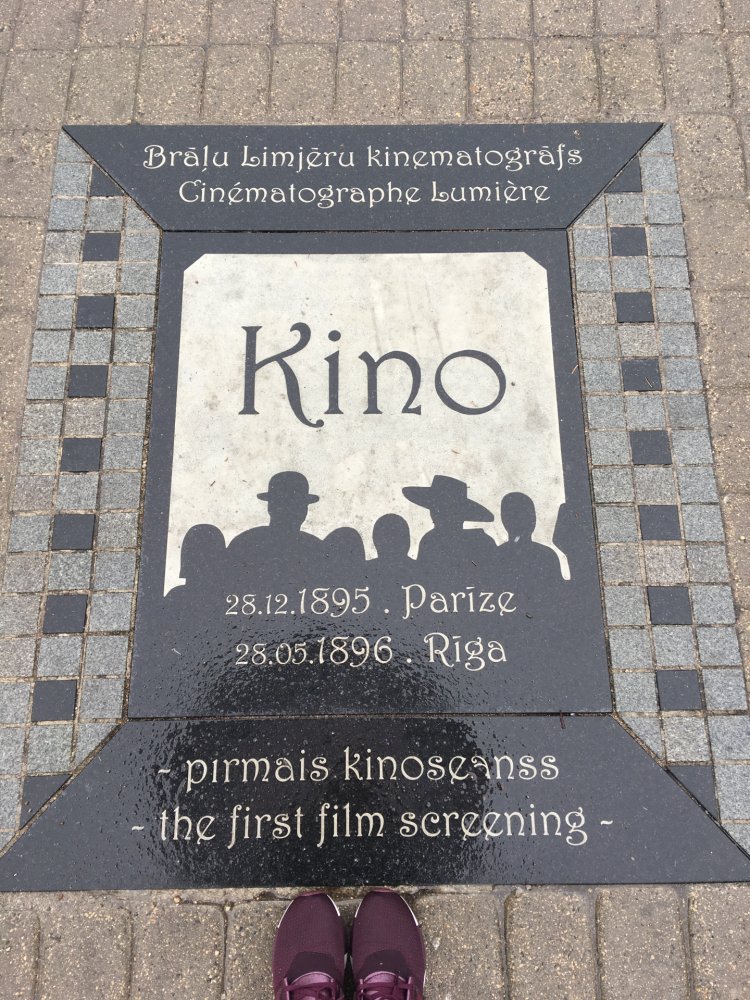 Brāļu Limjēru kinematogrāfs
Cinématographe Lumière
Kino
28.12.1895 . Parīze
28.05.1896 . Rīga
- pirmais kinoseanss
- the first film screening -